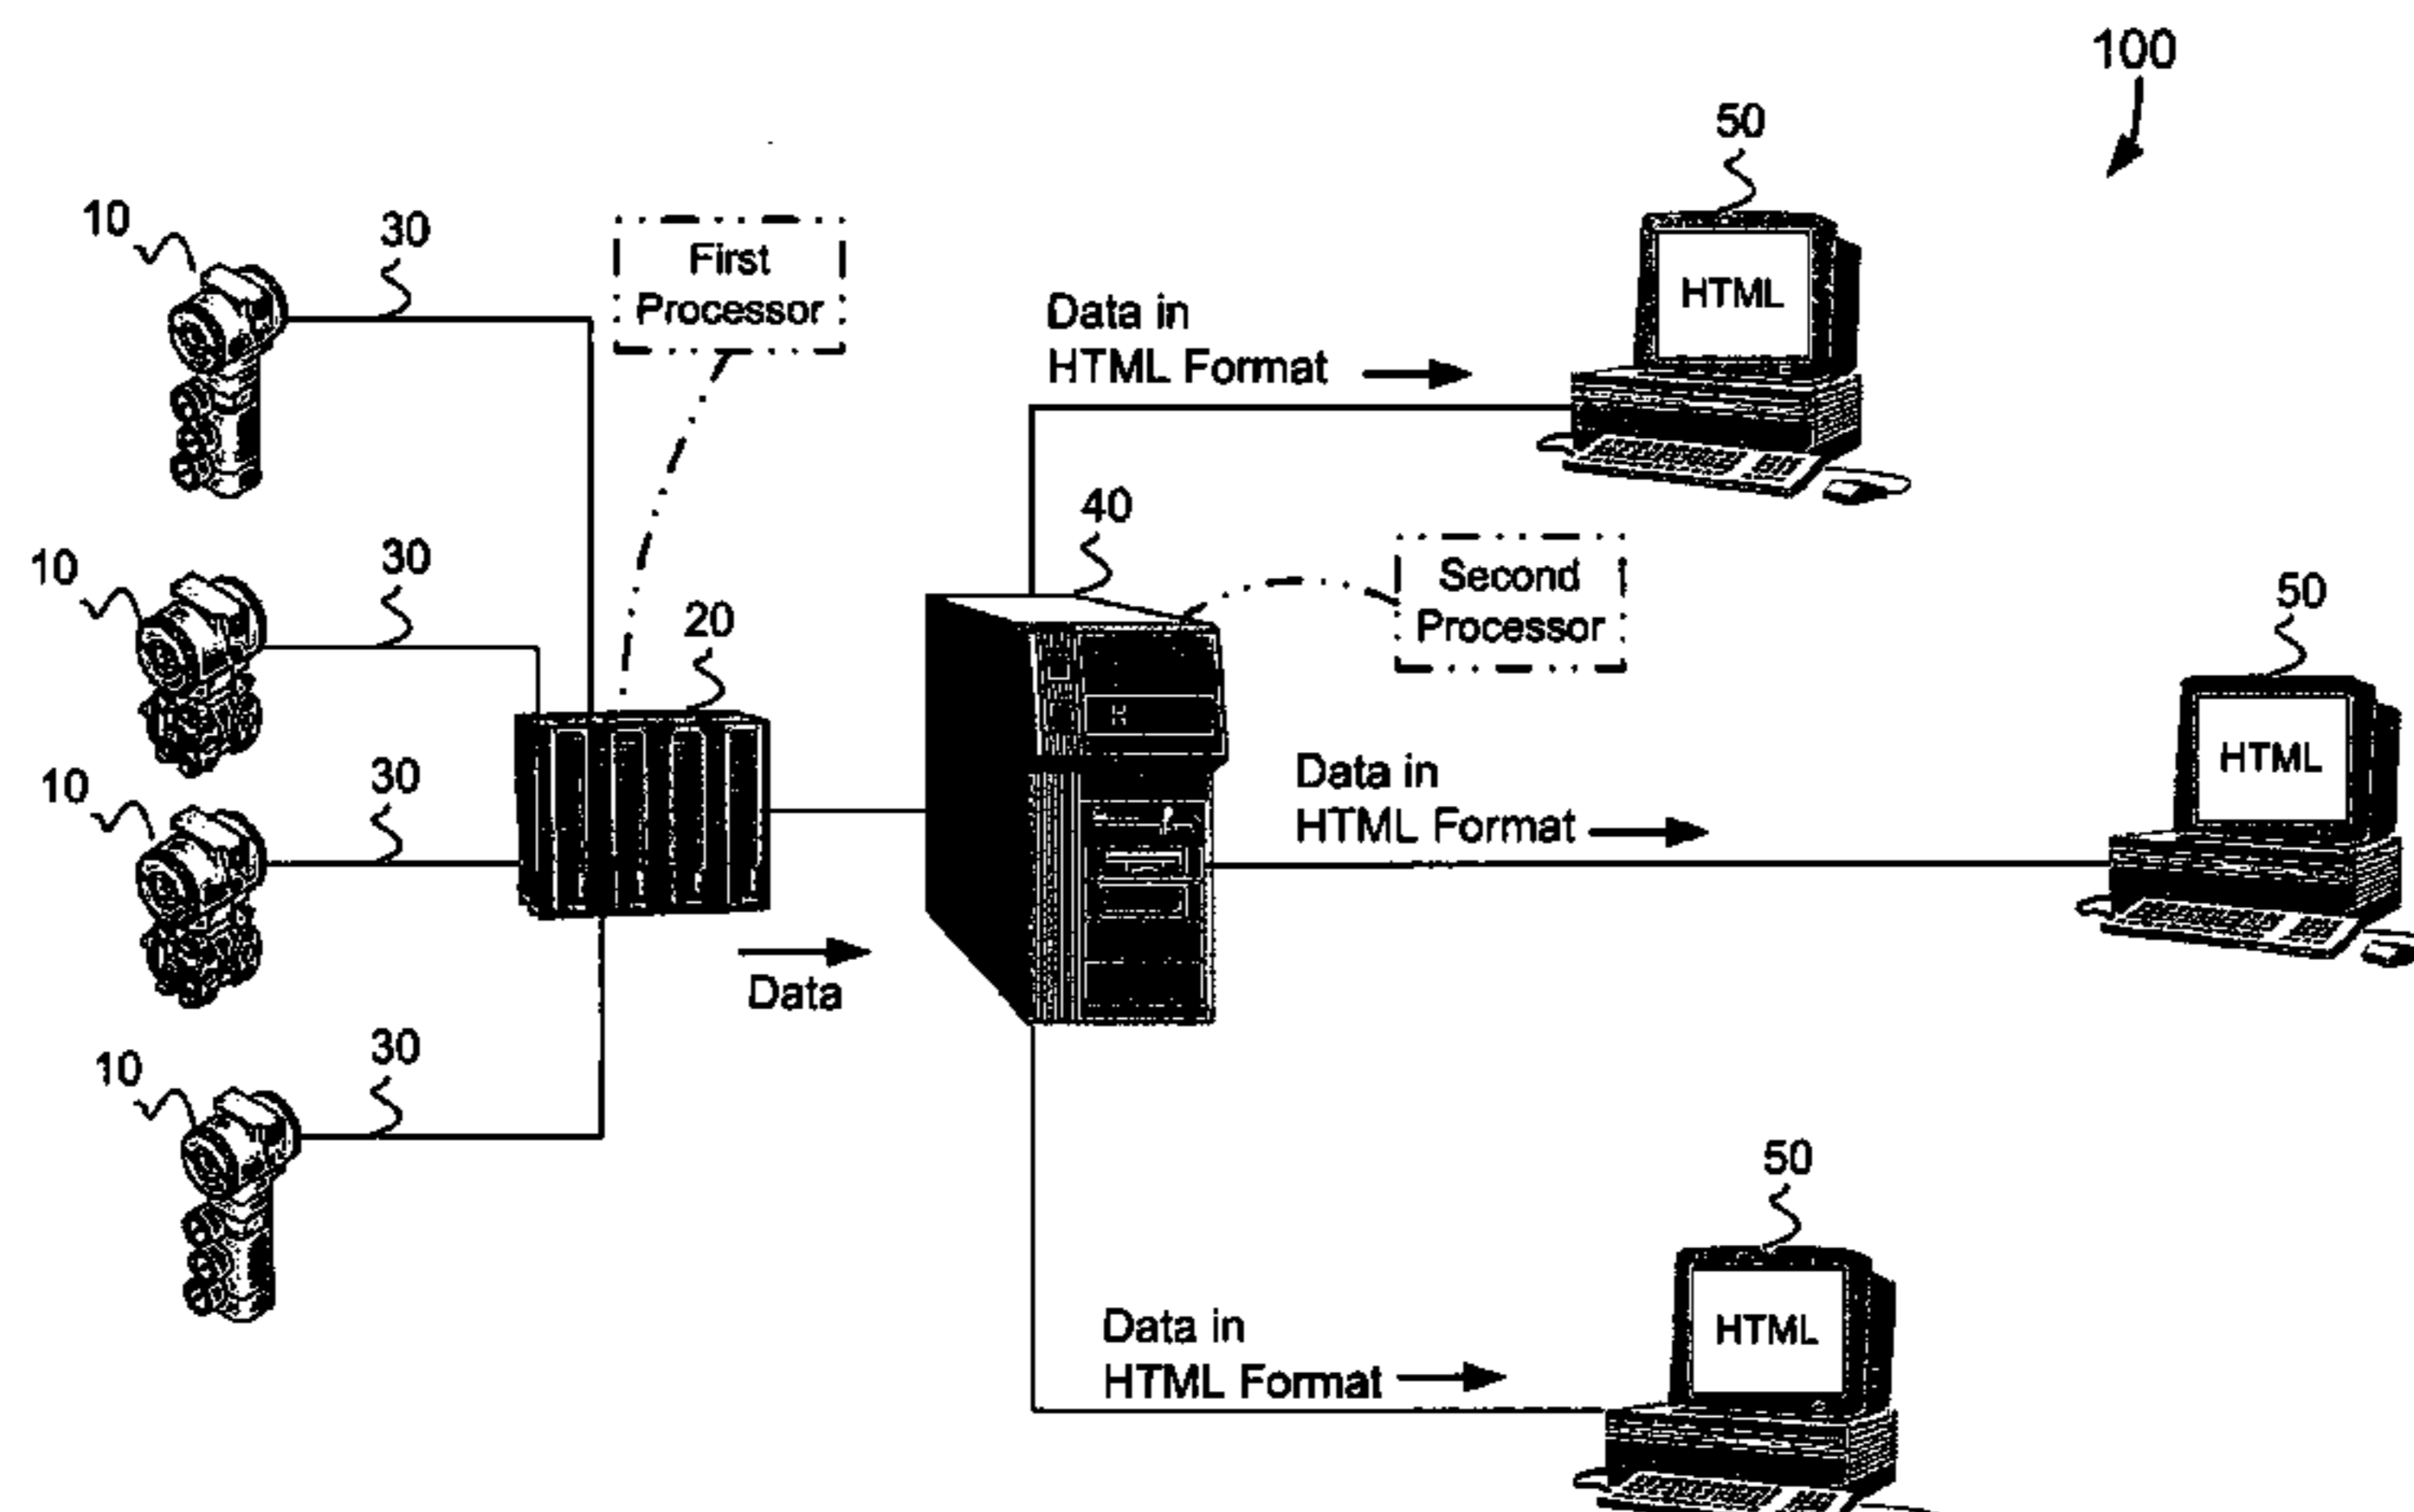 100
50
10
30
First
Processor
Data in
HTML Format
HTML
10
30
40
Second
Processor
50
20
10
30
Data in
HTML Format
HTML
Data
10
30
50
Data in
HTML Format
HTML